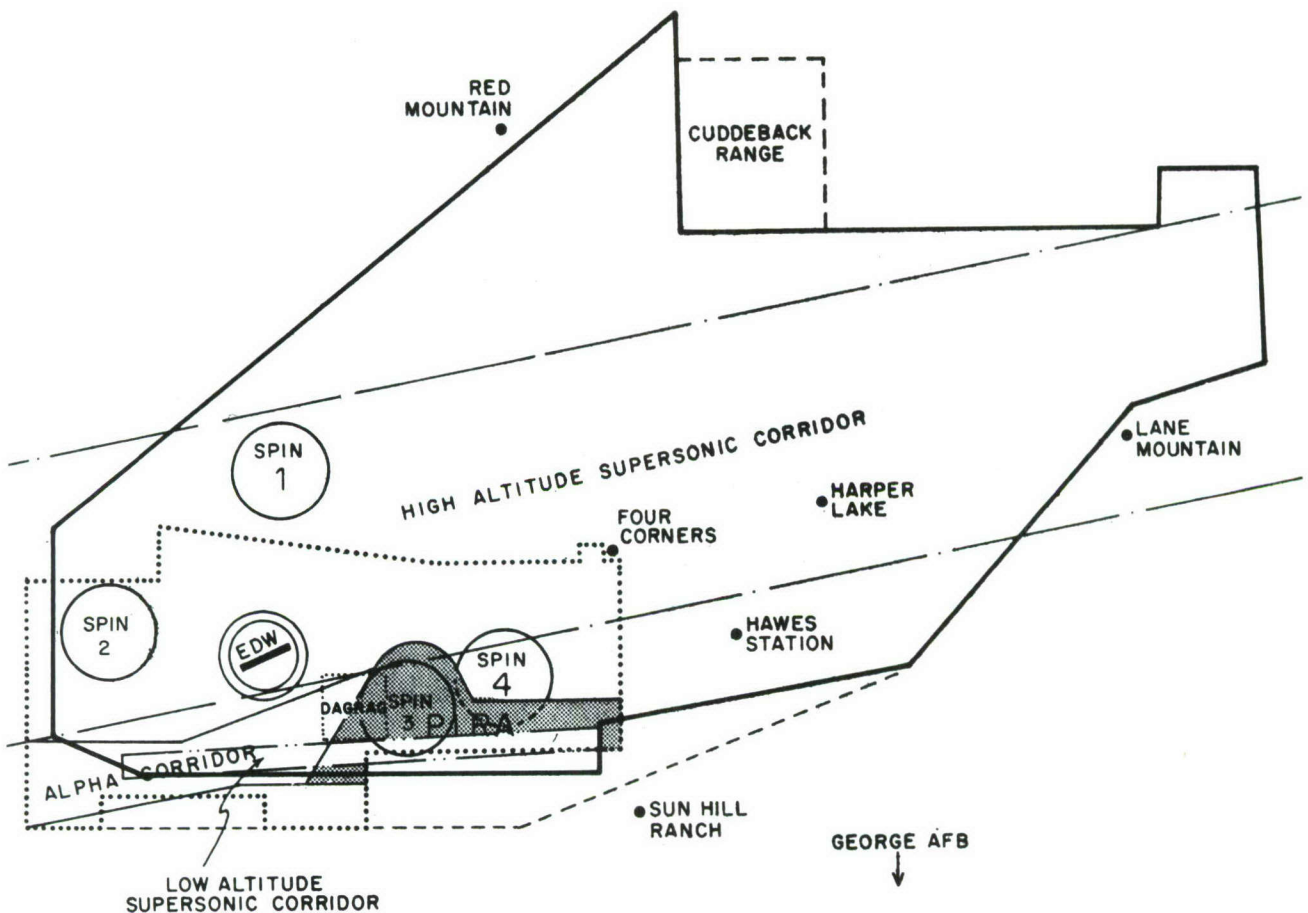 RED
MOUNTAIN
CUDDEBACK
RANGE
SPIN
1
HIGH ALTITUDE SUPERSONIC CORRIDOR
LANE
MOUNTAIN
HARPER
LAKE
FOUR
CORNERS
SPIN
2
EDW
HAWES
STATION
SPIN
4
DAGRAG
SPIN
3
PIRA
ALPHA CORRIDOR
SUN HILL
RANCH
GEORGE AFB
LOW ALTITUDE
SUPERSONIC CORRIDOR